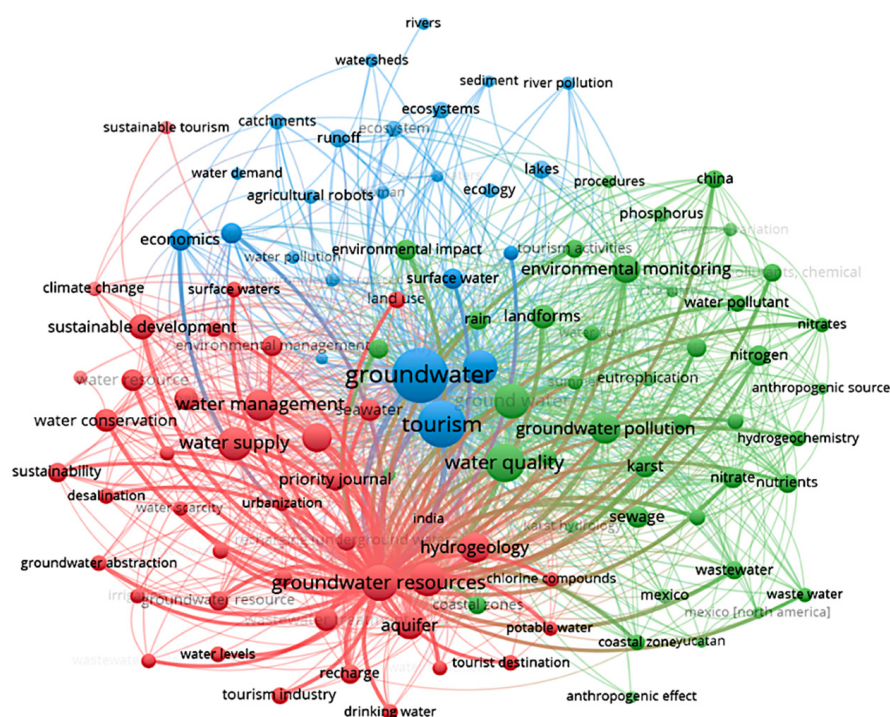 rivers
watersheds
sediment
river pollution
ecosystems
catchments
ecosystem
sustainable tourism
runoff
lakes
water demand
procedures
china
ecology
agricultural robots
human
phosphorus
economics
environmental impact
tourism activities
water pollution
environmental monitoring
surface water
climate change
surface waters
land use
water pollutant
rain
landforms
sustainable development
nitrates
environmental management
nitrogen
groundwater
water resource
eutrophication
anthropogenic source
water management
seawater
ground water
water conservation
tourism
groundwater pollution
water supply
hydrogeochemistry
water quality
karst
sustainability
priority journal
nitrate
nutrients
desalination
urbanization
water scarcity
india
sewage
karst hydrology
hydrogeology
groundwater abstraction
wastewater
groundwater resources
chlorine compounds
mexico
waste water
groundwater resource
coastal zones
mexico [north america]
aquifer
potable water
coastal zone
yucatan
water levels
tourist destination
recharge
tourism industry
anthropogenic effect
drinking water